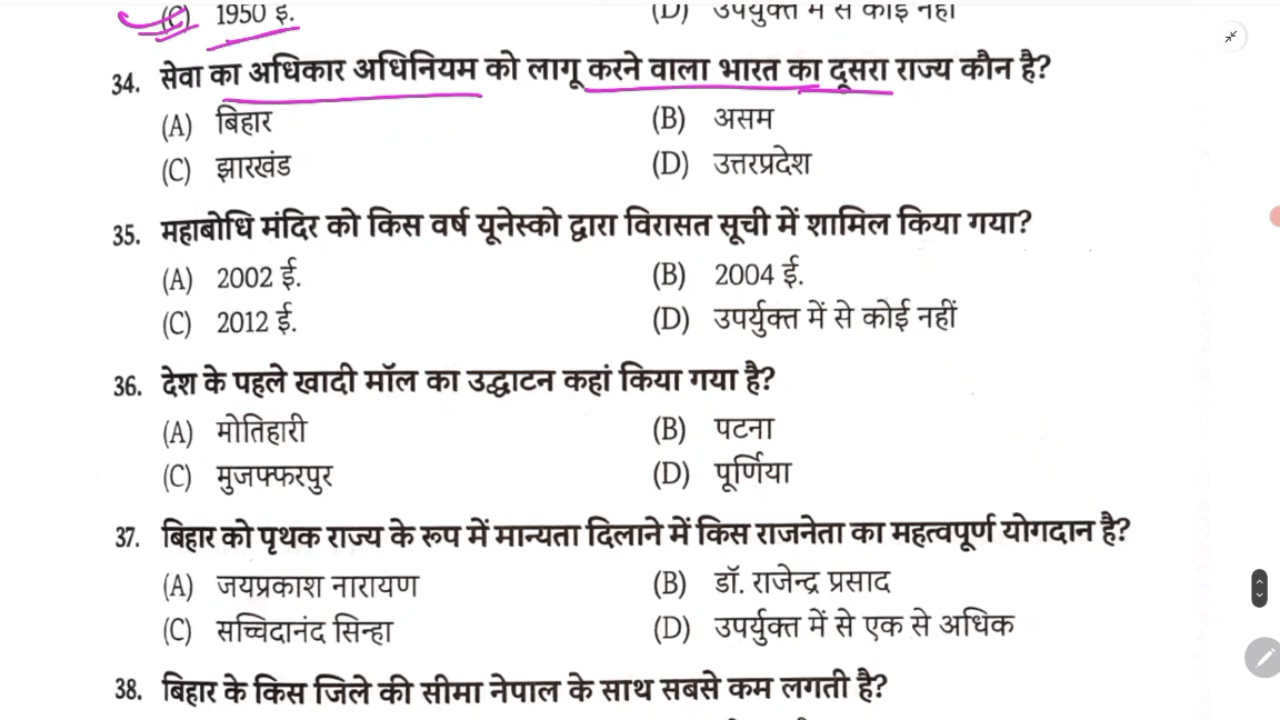 (C) 1950 ई. (D) उपर्युक्त में से कोई नहीं
34. सेवा का अधिकार अधिनियम को लागू करने वाला भारत का दूसरा राज्य कौन है?
(A) बिहार (B) असम
(C) झारखंड (D) उत्तरप्रदेश
35. महाबोधि मंदिर को किस वर्ष यूनेस्को द्वारा विरासत सूची में शामिल किया गया?
(A) 2002 ई. (B) 2004 ई.
(C) 2012 ई. (D) उपर्युक्त में से कोई नहीं
36. देश के पहले खादी मॉल का उद्घाटन कहां किया गया है?
(A) मोतिहारी (B) पटना
(C) मुजफ्फरपुर (D) पूर्णिया
37. बिहार को पृथक राज्य के रूप में मान्यता दिलाने में किस राजनेता का महत्वपूर्ण योगदान है?
(A) जयप्रकाश नारायण (B) डॉ. राजेन्द्र प्रसाद
(C) सच्चिदानंद सिन्हा (D) उपर्युक्त में से एक से अधिक
38. बिहार के किस जिले की सीमा नेपाल के साथ सबसे कम लगती है?